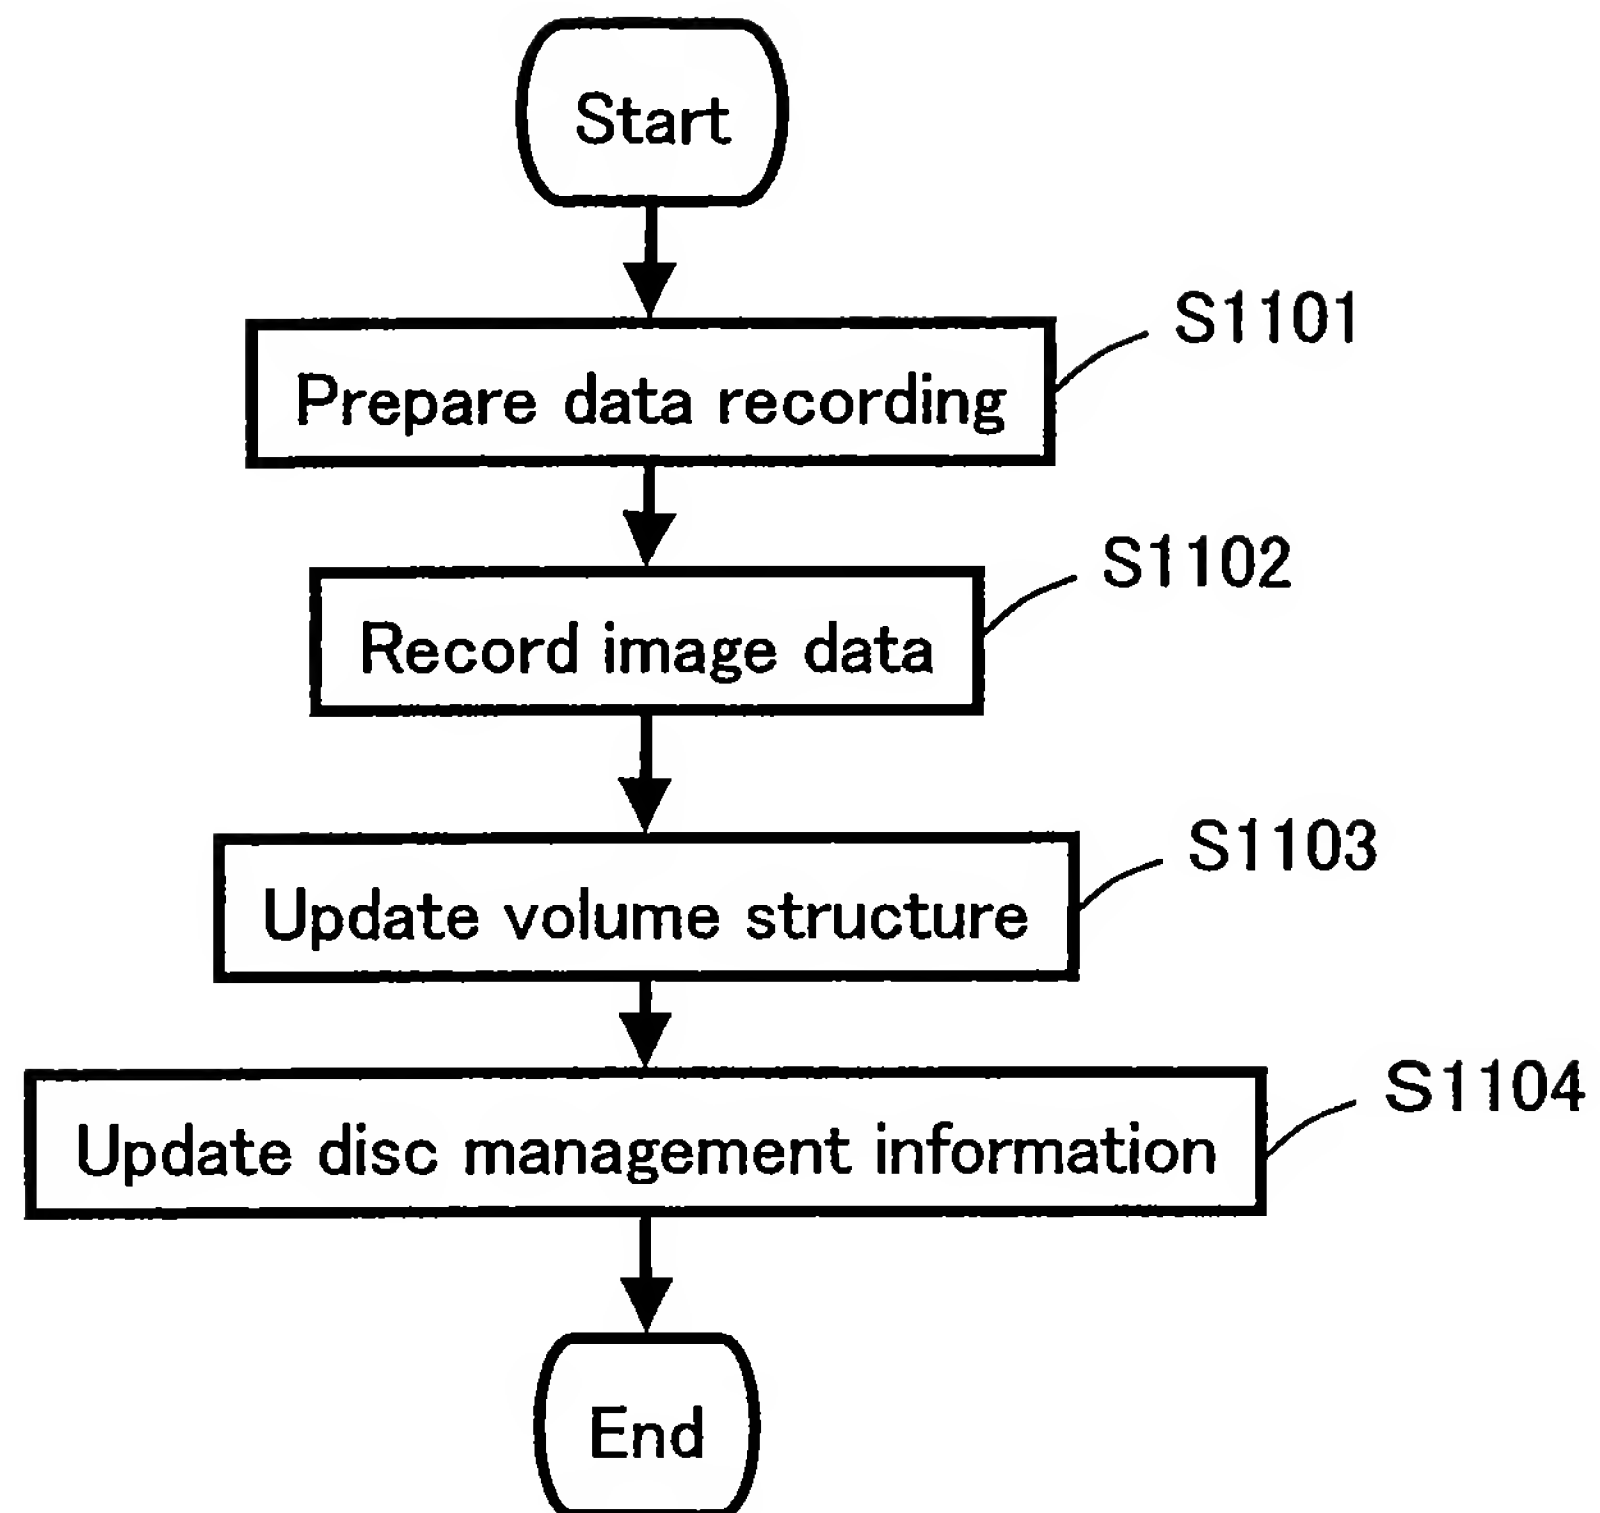 Start
S1101
Prepare data recording
S1102
Record image data
S1103
Update volume structure
S1104
Update disc management information
End